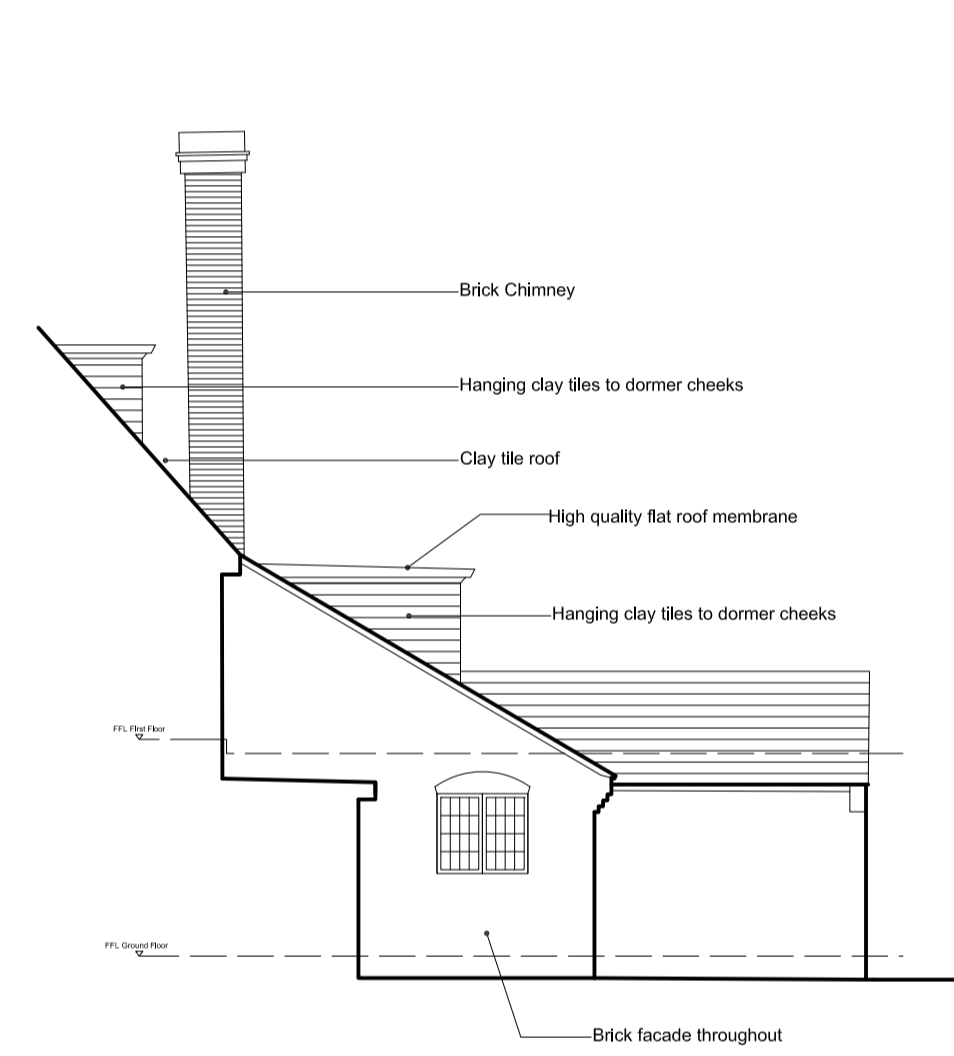 Brick Chimney
Hanging clay tiles to dormer cheeks
Clay tile roof
High quality flat roof membrane
Hanging clay tiles to dormer cheeks
FFL First Floor
FFL Ground Floor
Brick facade throughout